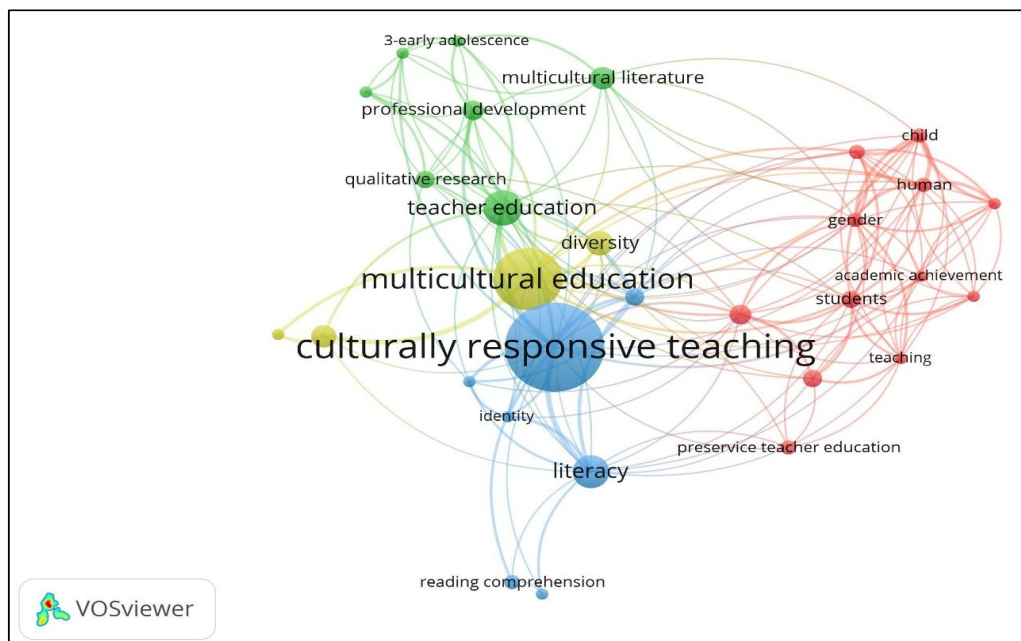 3-early adolescence
multicultural literature
professional development
child
qualitative research
human
teacher education
gender
diversity
multicultural education
academic achievement
students
culturally responsive teaching
teaching
identity
preservice teacher education
literacy
reading comprehension
VOSviewer